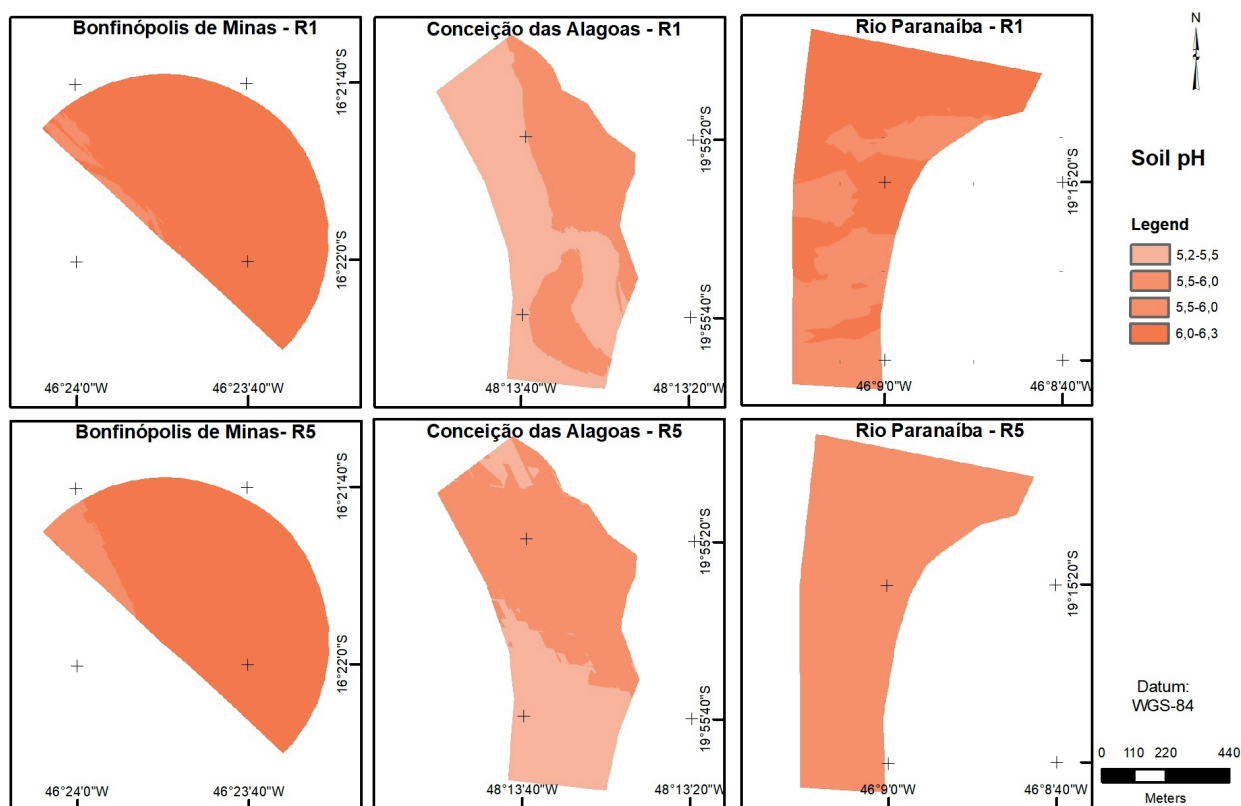 Bonfinópolis de Minas - R1
16°21'40"S
16°22'0"S
46°24'0"W 46°23'40"W
Conceição das Alagoas - R1
19°55'20"S
19°55'40"S
48°13'40"W 48°13'20"W
Rio Paranaíba - R1
19°15'20"S
46°9'0"W 46°8'40"W
N
Soil pH
Legend
5,2-5,5
5,5-6,0
5,5-6,0
6,0-6,3
Bonfinópolis de Minas- R5
16°21'40"S
16°22'0"S
46°24'0"W 46°23'40"W
Conceição das Alagoas - R5
19°55'20"S
19°55'40"S
48°13'40"W 48°13'20"W
Rio Paranaíba - R5
19°15'20"S
46°9'0"W 46°8'40"W
Datum:
WGS-84
0 110 220 440
Meters